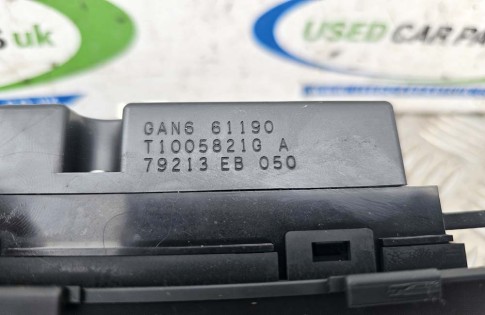 s uk
USED CAR PA
GAN6 61190
T1005821G A
79213 EB 050